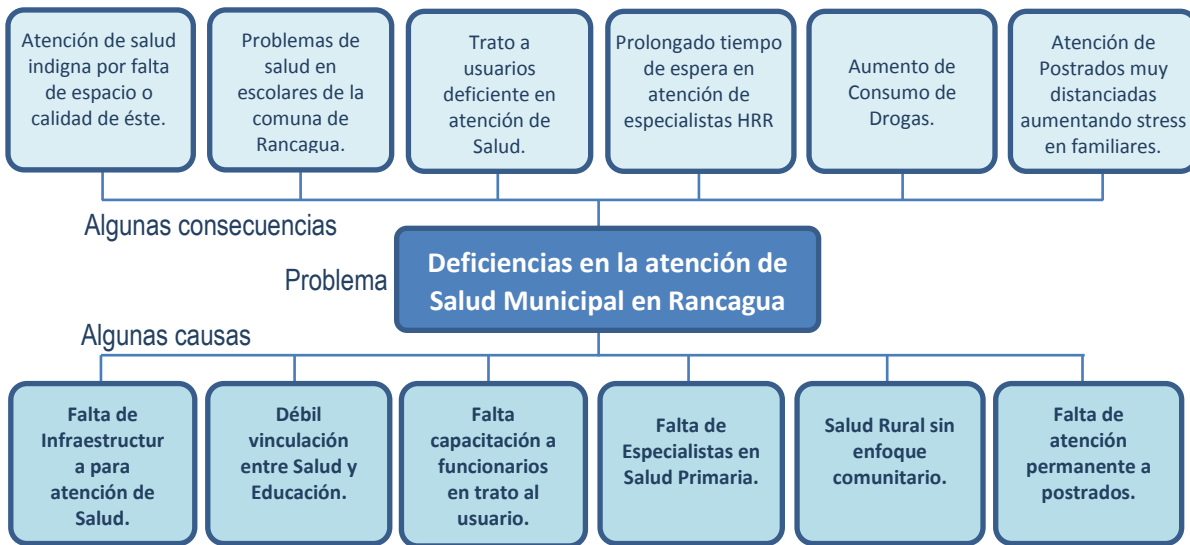 Atención de salud
indigna por falta
de espacio o
calidad de éste.
Problemas de
salud en
escolares de la
comuna de
Rancagua.
Trato a
usuarios
deficiente en
atención de
Salud.
Prolongado tiempo
de espera en
atención de
especialistas HRR
Aumento de
Consumo de
Drogas.
Atención de
Postrados muy
distanciadas
aumentando stress
en familiares.
Algunas consecuencias
Problema
Deficiencias en la atención de
Salud Municipal en Rancagua
Algunas causas
Falta de
Infraestructur
a para
atención de
Salud.
Débil
vinculación
entre Salud y
Educación.
Falta
capacitación a
funcionarios
en trato al
usuario.
Falta de
Especialistas en
Salud Primaria.
Salud Rural sin
enfoque
comunitario.
Falta de
atención
permanente a
postrados.